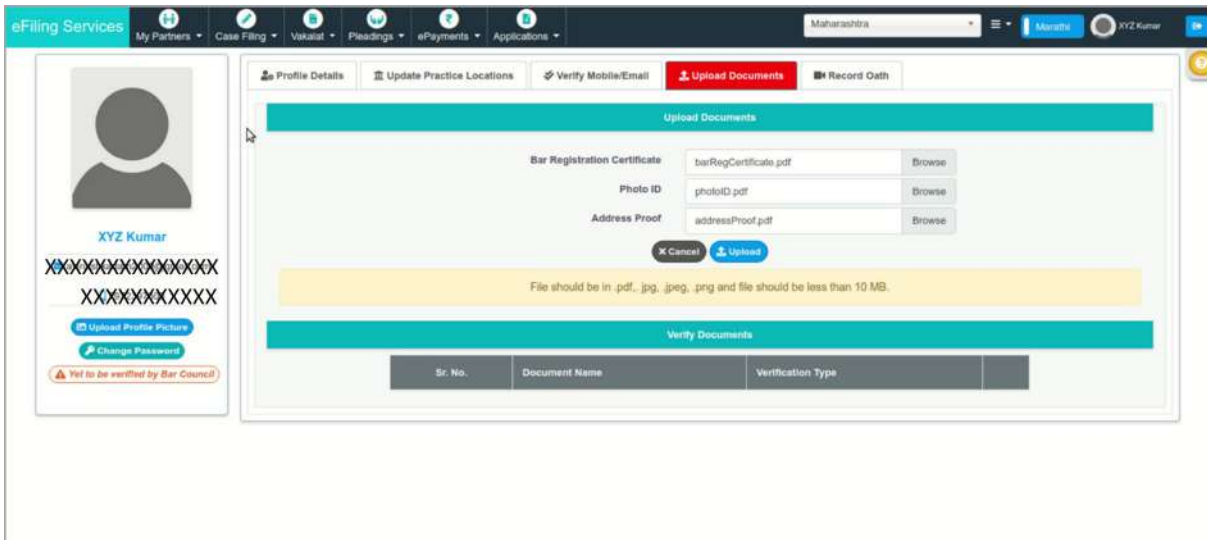 eFiling Services
My Partners
Case Filing
Vakalat
Pleadings
ePayments
Applications
Maharashtra
Marathi
XYZ Kumar
Profile Details
Update Practice Locations
Verify Mobile/Email
Upload Documents
Record Oath
Upload Documents
Bar Registration Certificate
barRegCertificate.pdf
Browse
Photo ID
photoID.pdf
Browse
Address Proof
addressProof.pdf
Browse
Cancel
Upload
File should be in .pdf,. jpg, .jpeg, .png and file should be less than 10 MB.
XYZ Kumar
Upload Profile Picture
Change Password
Yet to be verified by Bar Council
Verify Documents
Sr. No.
Document Name
Verification Type